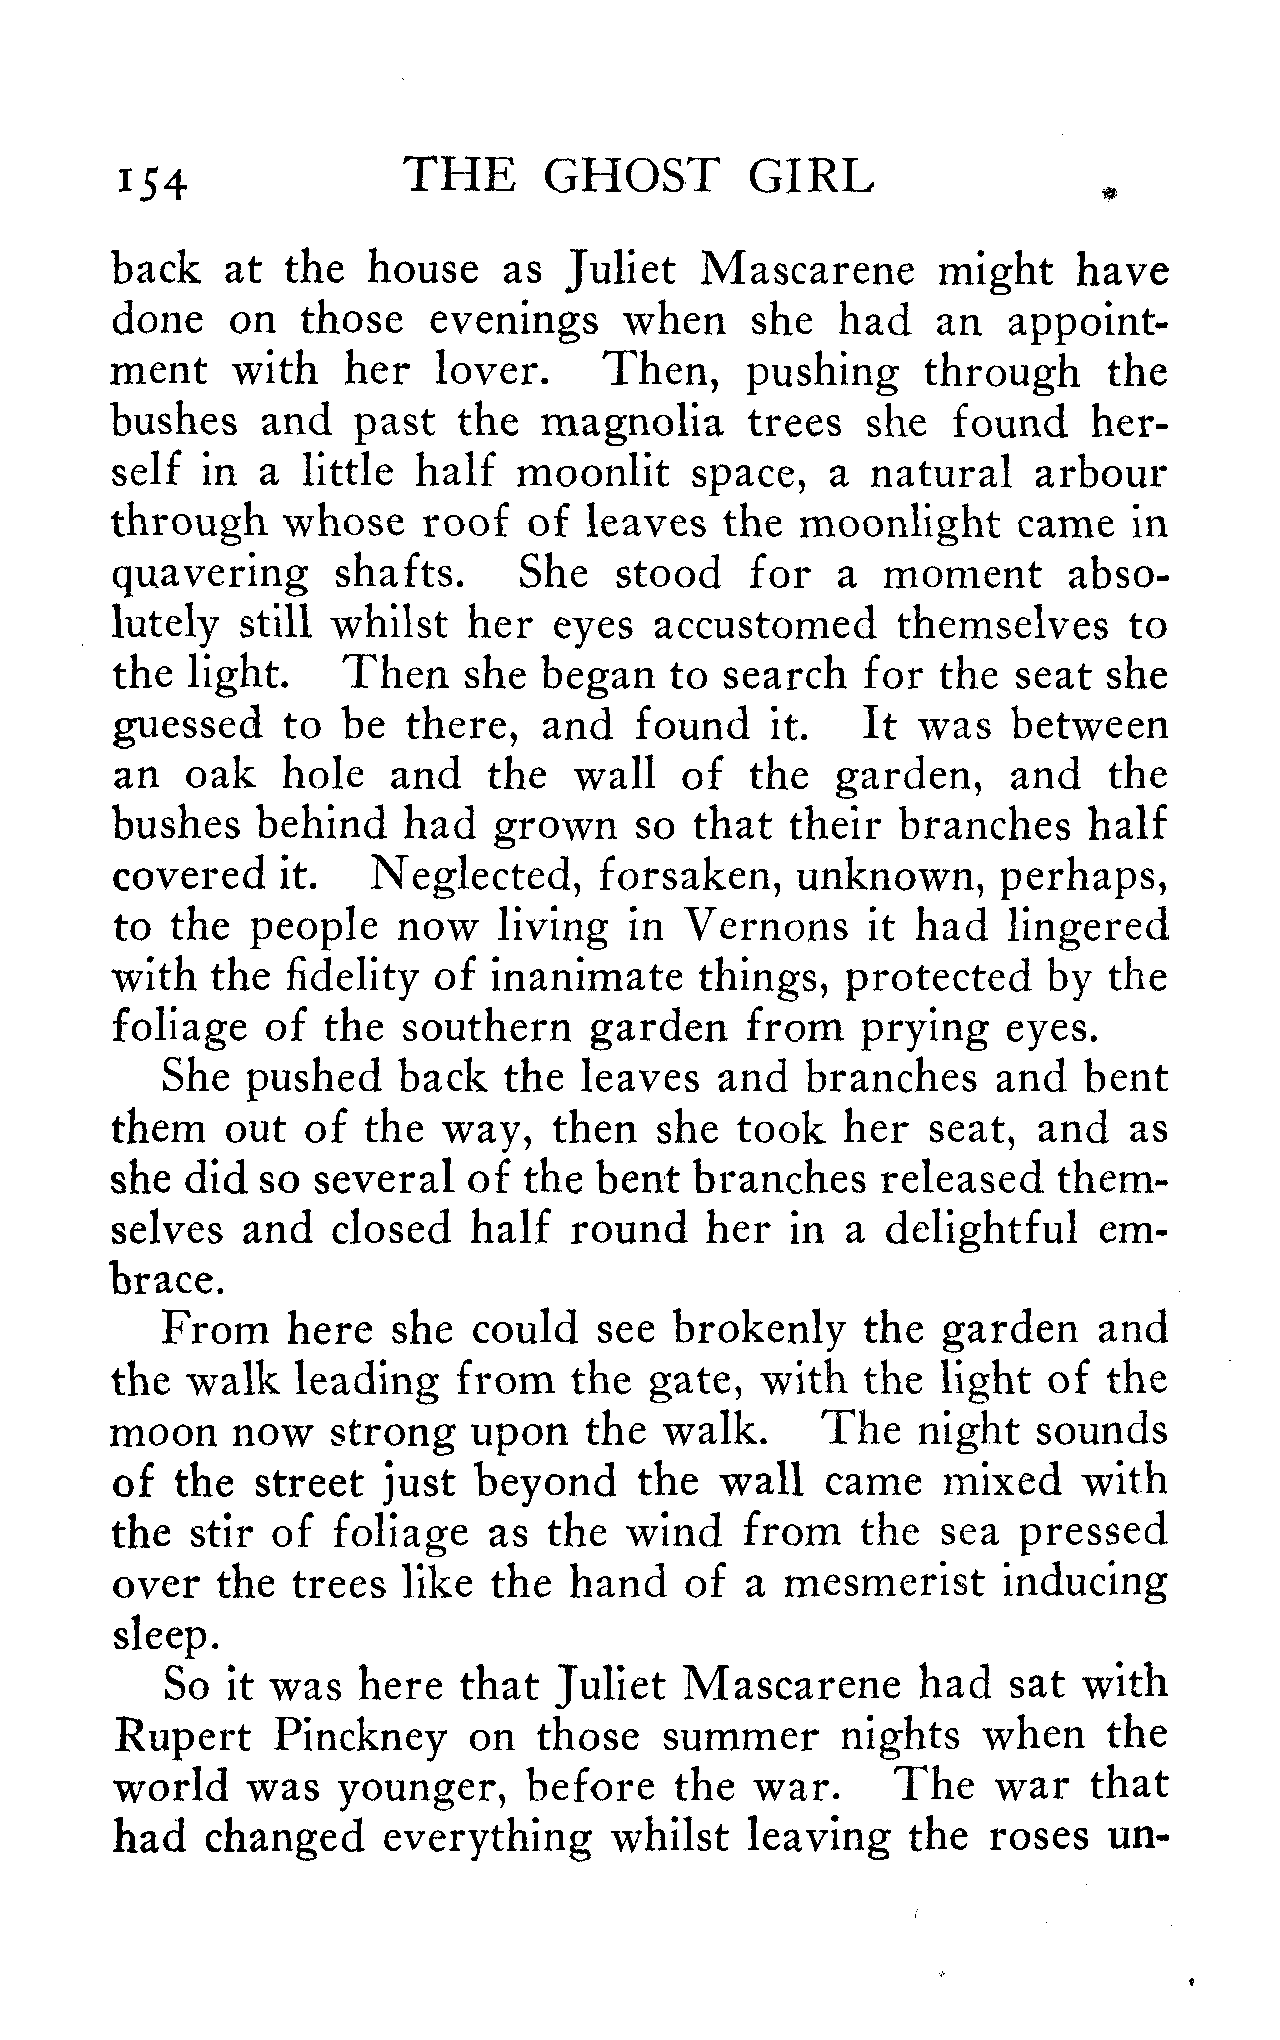 154 THE GHOST GIRL
back at the house as Juliet Mascarene might have
done on those evenings when she had an appoint-
ment with her lover. Then, pushing through the
bushes and past the magnolia trees she found her-
self in a little half moonlit space, a natural arbour
through whose roof of leaves the moonlight came in
quavering shafts. She stood for a moment abso-
lutely still whilst her eyes accustomed themselves to
the light. Then she began to search for the seat she
guessed to be there, and found it. It was between
an oak hole and the wall of the garden, and the
bushes behind had grown so that their branches half
covered it. Neglected, forsaken, unknown, perhaps,
to the people now living in Vernons it had lingered
with the fidelity of inanimate things, protected by the
foliage of the southern garden from prying eyes.
She pushed back the leaves and branches and bent
them out of the way, then she took her seat, and as
she did so several of the bent branches released them-
selves and closed half round her in a delightful em-
brace.
From here she could see brokenly the garden and
the walk leading from the gate, with the light of the
moon now strong upon the walk. The night sounds
of the street just beyond the wall came mixed with
the stir of foliage as the wind from the sea pressed
over the trees like the hand of a mesmerist inducing
sleep.
So it was here that Juliet Mascarene had sat with
Rupert Pinckney on those summer nights when the
world was younger, before the war. The war that
had changed everything whilst leaving the roses un-